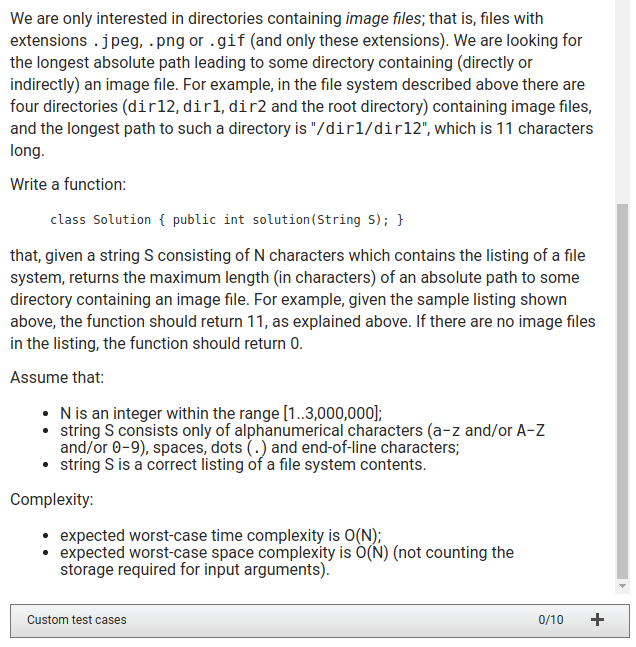 We are only interested in directories containing image files; that is, files with
extensions .jpeg, .png or .gif (and only these extensions). We are looking for
the longest absolute path leading to some directory containing (directly or
indirectly) an image file. For example, in the file system described above there are
four directories (dir12, dir1, dir2 and the root directory) containing image files,
and the longest path to such a directory is "/dir1/dir12", which is 11 characters
long.
Write a function:
class Solution { public int solution(String S); }
that, given a string S consisting of N characters which contains the listing of a file
system, returns the maximum length (in characters) of an absolute path to some
directory containing an image file. For example, given the sample listing shown
above, the function should return 11, as explained above. If there are no image files
in the listing, the function should return 0.
Assume that:
• N is an integer within the range [1..3,000,000];
• string S consists only of alphanumerical characters (a-z and/or A-Z
and/or 0-9), spaces, dots (.) and end-of-line characters;
• string S is a correct listing of a file system contents.
Complexity:
• expected worst-case time complexity is O(N);
• expected worst-case space complexity is O(N) (not counting the
storage required for input arguments).
Custom test cases 0/10 +